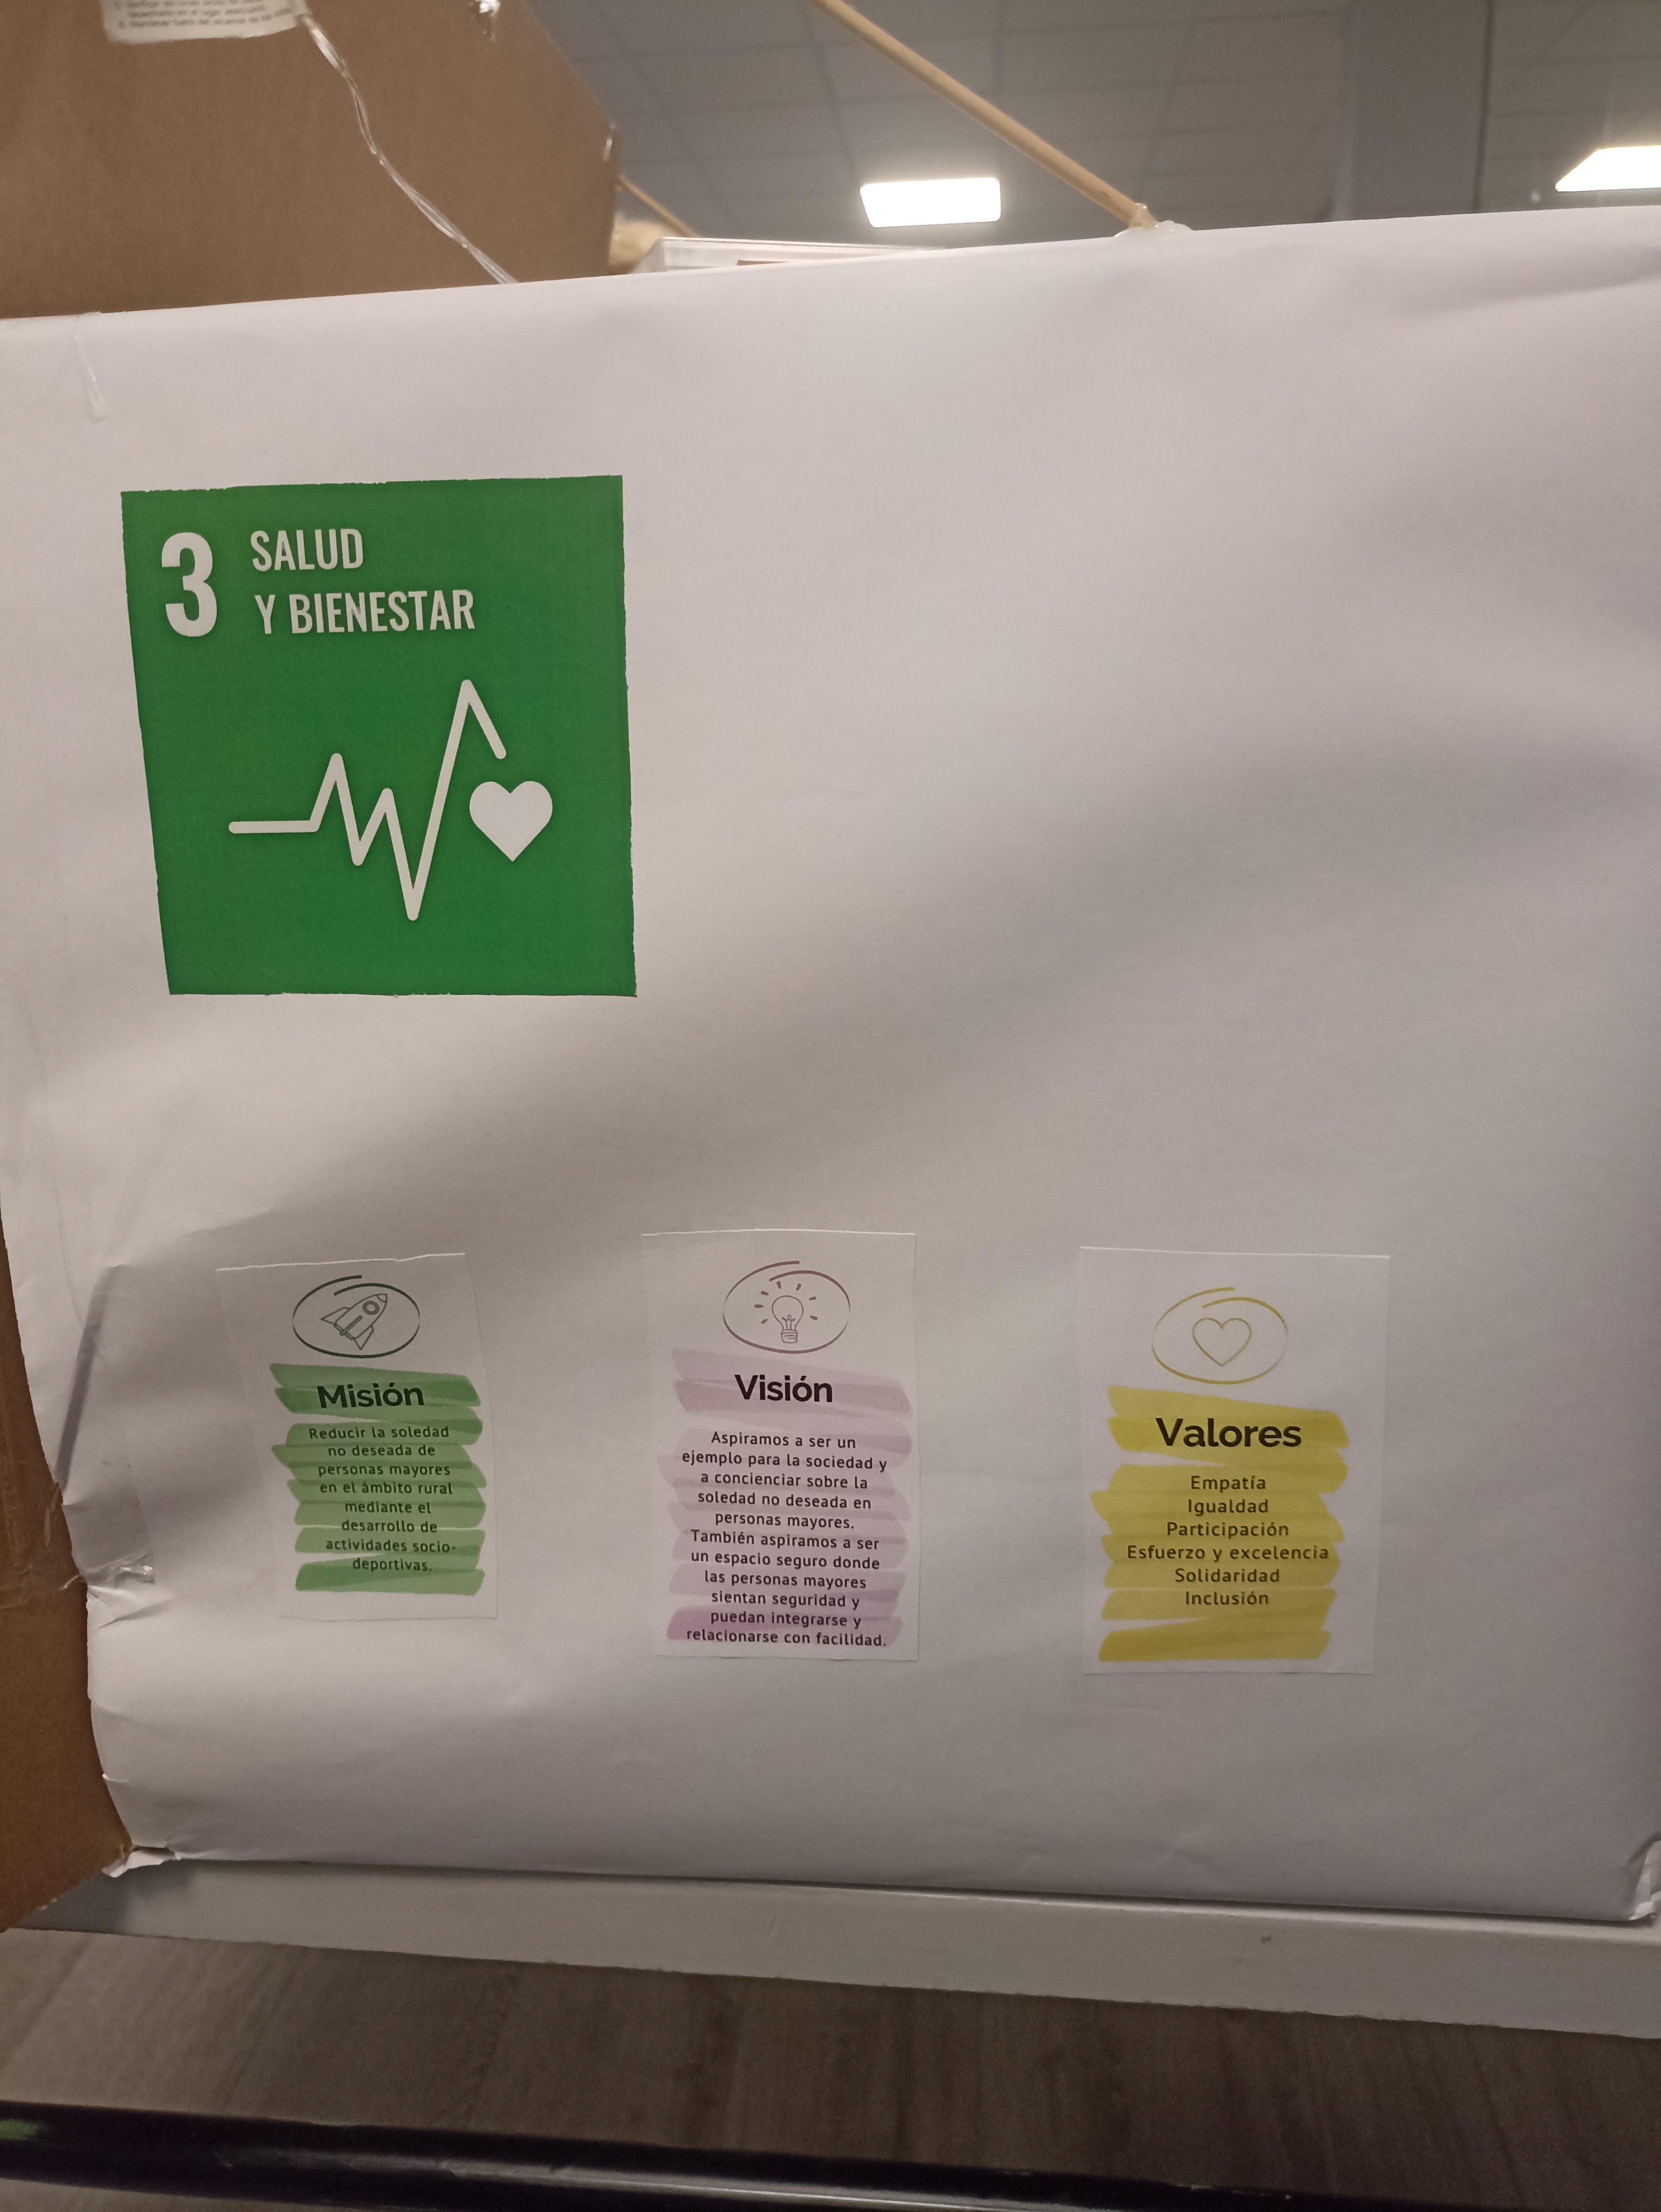 3
SALUD
Y BIENESTAR
Misión
Reducir la soledad
no deseada de
personas mayores
en el ámbito rural
mediante el
desarrollo de
actividades socio-
deportivas.
Visión
Aspiramos a ser un
ejemplo para la sociedad y
a concienciar sobre la
soledad no deseada en
personas mayores.
También aspiramos a ser
un espacio seguro donde
las personas mayores
sientan seguridad y
puedan integrarse y
relacionarse con facilidad.
Valores
Empatía
Igualdad
Participación
Esfuerzo y excelencia
Solidaridad
Inclusión